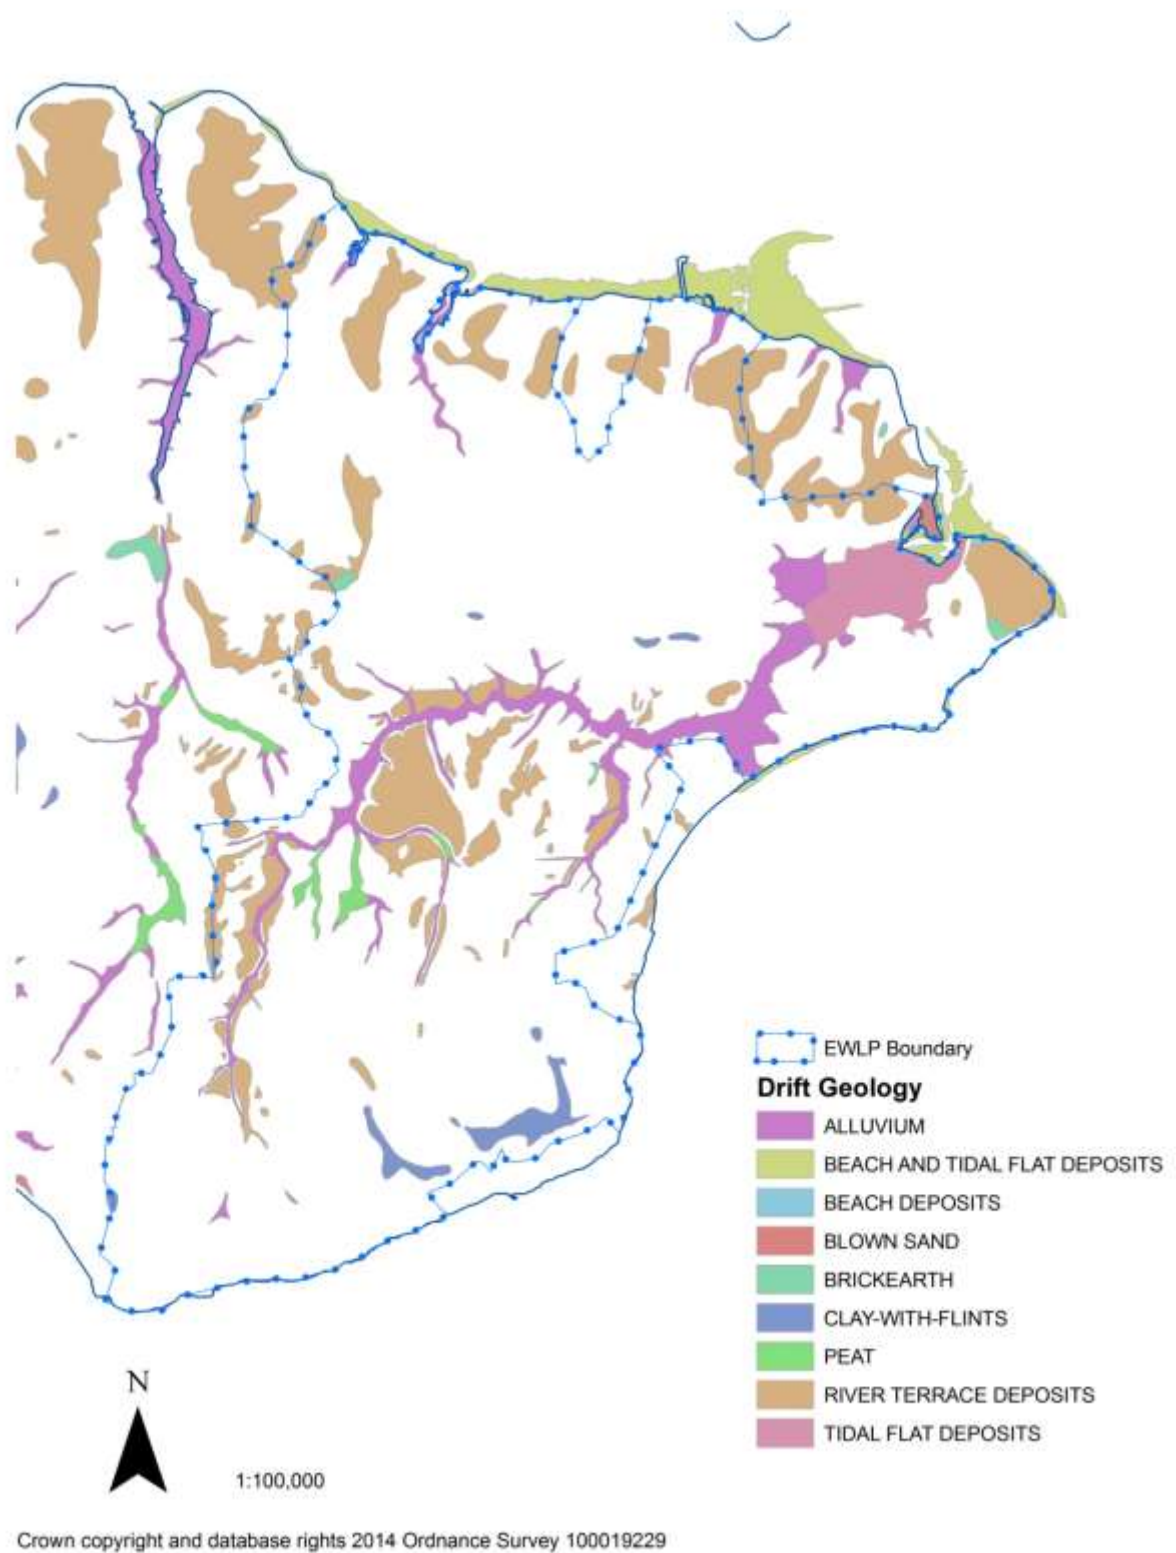 EWLP Boundary
Drift Geology
ALLUVIUM
BEACH AND TIDAL FLAT DEPOSITS
BEACH DEPOSITS
BLOWN SAND
BRICKEARTH
CLAY-WITH-FLINTS
PEAT
RIVER TERRACE DEPOSITS
TIDAL FLAT DEPOSITS
N
1:100,000
Crown copyright and database rights 2014 Ordnance Survey 100019229